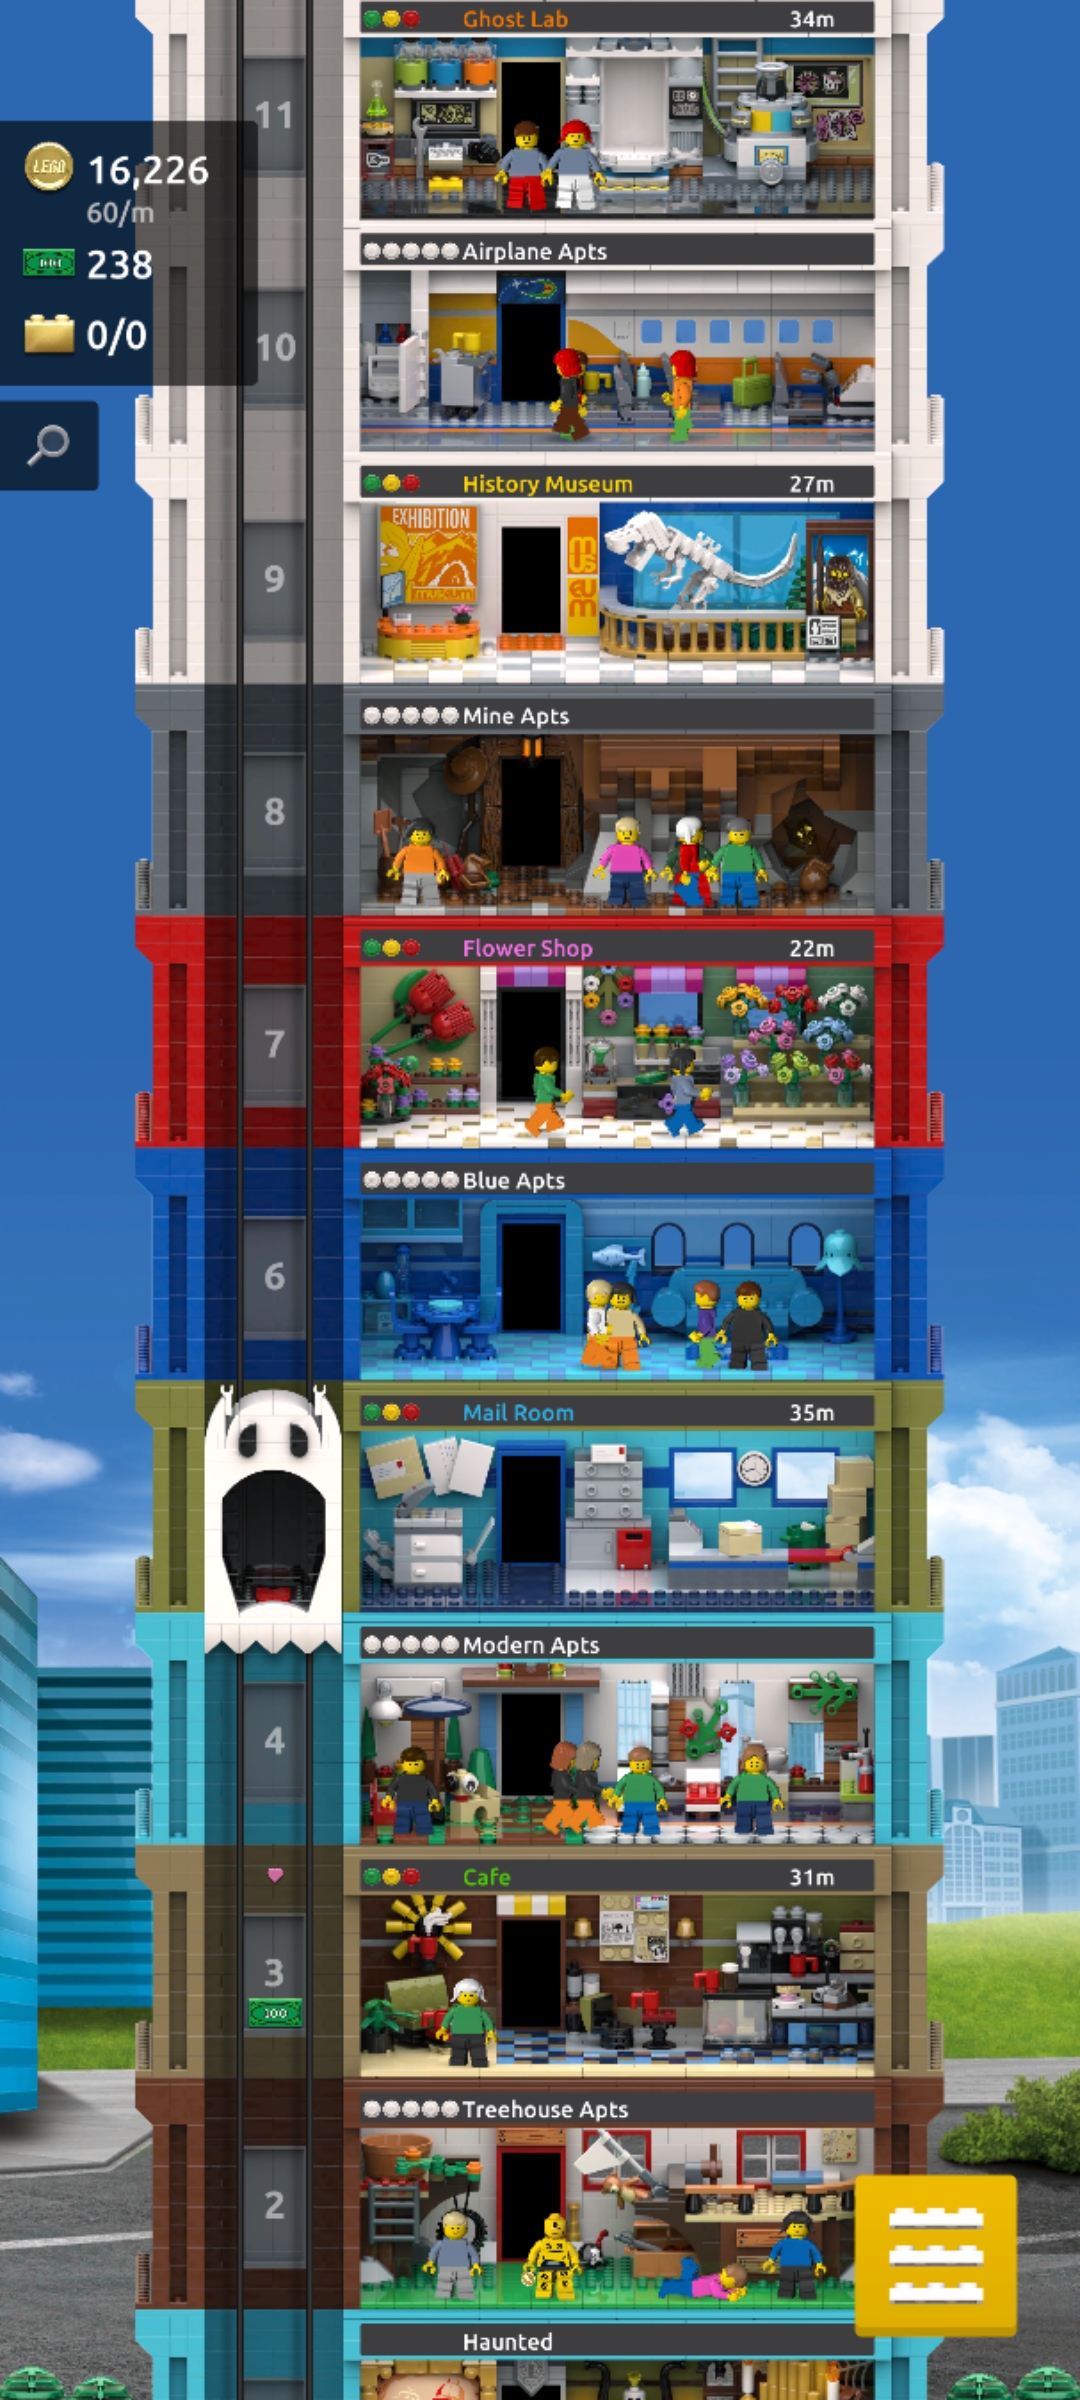 Ghost Lab 34m
11
LEGO 16,226
60/m
100 238
0/0
Airplane Apts
10
History Museum 27m
EXHIBITION
museum
museum
9
Mine Apts
8
Flower Shop 22m
7
Blue Apts
6
Mail Room 35m
Modern Apts
4
Cafe 31m
3
100
Treehouse Apts
2
Haunted